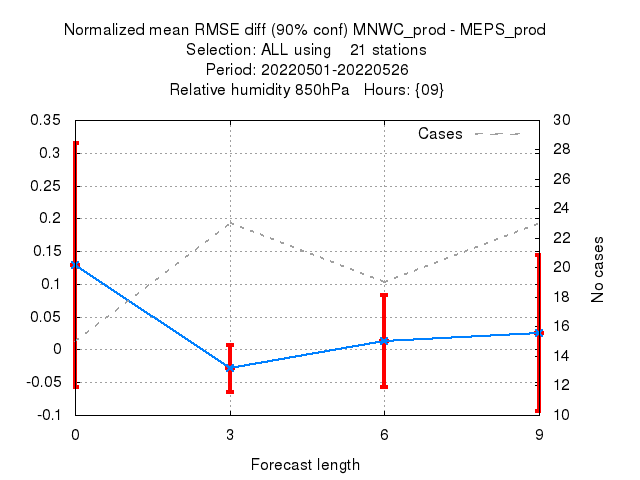 Normalized mean RMSE diff (90% conf) MNWC_prod - MEPS_prod
Selection: ALL using    21 stations
Period: 20220501-20220526
Relative humidity 850hPa   Hours: {09}
Cases
0.35
0.3
0.25
0.2
0.15
0.1
0.05
0
-0.05
-0.1
30
28
26
24
22
20
18
16
14
12
10
No cases
0 3 6 9
Forecast length